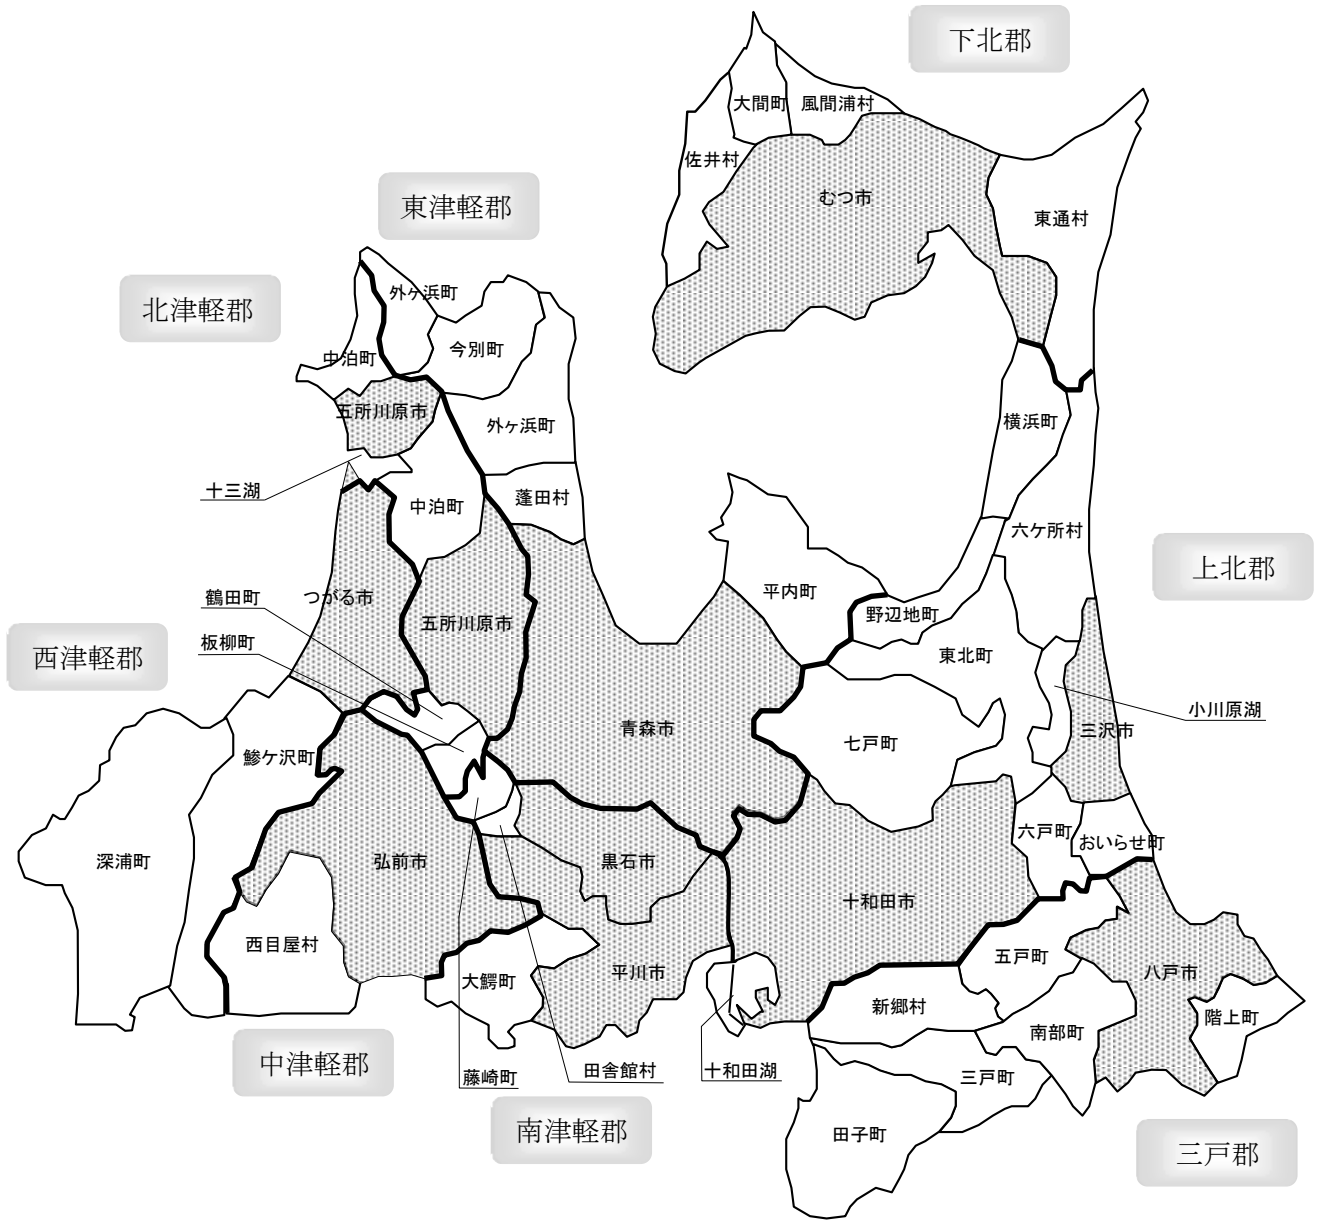 下北郡
大間町
風間浦村
佐井村
むつ市
東通村
東津軽郡
北津軽郡
外ヶ浜町
今別町
中泊町
五所川原市
外ヶ浜町
横浜町
十三湖
中泊町
蓬田村
六ケ所村
上北郡
鶴田町
つがる市
五所川原市
平内町
野辺地町
板柳町
西津軽郡
東北町
小川原湖
青森市
三沢市
鰺ケ沢町
七戸町
六戸町
おいらせ町
深浦町
弘前市
黒石市
十和田市
西目屋村
大鰐町
平川市
五戸町
八戸市
新郷村
南部町
階上町
中津軽郡
藤崎町
田舎館村
十和田湖
三戸町
南津軽郡
田子町
三戸郡